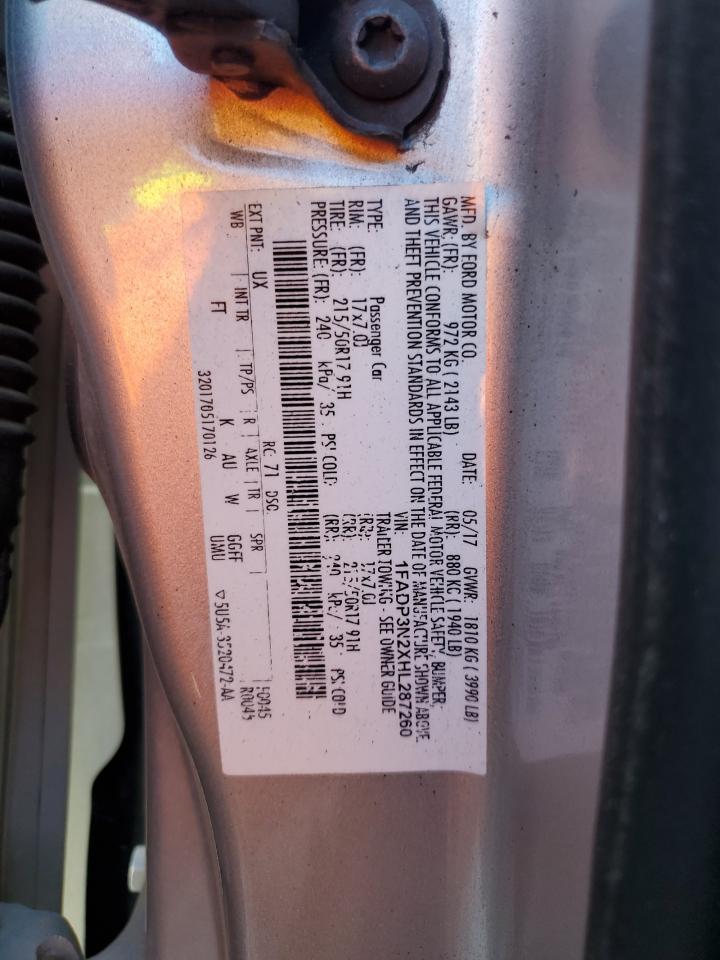 MFD. BY FORD MOTOR CO. DATE: 05/17 GVWR: 1810 KG ( 3990 LB)
GAWR: (FR): 972 KG ( 2143 LB) (RR): 880 KG ( 1940 LB)
THIS VEHICLE CONFORMS TO ALL APPLICABLE FEDERAL MOTOR VEHICLE SAFETY, BUMPER,
AND THEFT PREVENTION STANDARDS IN EFFECT ON THE DATE OF MANUFACTURE SHOWN ABOVE.
VIN: 1FADP3N2XHL287260
TYPE: Passenger Car TRAILER TOWING - SEE OWNER GUIDE
RIM: (FR): 17x7.0J (RR): 17x7.0J
TIRE: (FR): 215/50R17 91H (RR): 215/50R17 91H
PRESSURE: (FR): 240 kPa/ 35 PSI COLD (RR): 240 kPa/ 35 PSI COLD
RC: 71 DSO:
EXT PNT: UX
WB INT TR TP/PS R AXLE TR SPR
FT K AU W GGFF
UMU
3201705170126